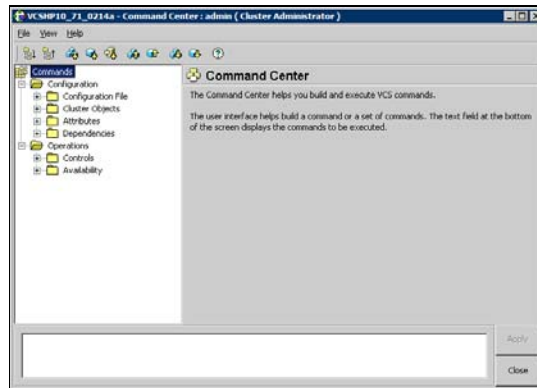 VCSHP10_71_0214a - Command Center : admin ( Cluster Administrator )
File View Help
Commands
Configuration
Configuration File
Cluster Objects
Attributes
Dependencies
Operations
Controls
Availability
Command Center
The Command Center helps you build and execute VCS commands.
The user interface helps build a command or a set of commands. The text field at the bottom
of the screen displays the commands to be executed.
Apply
Close